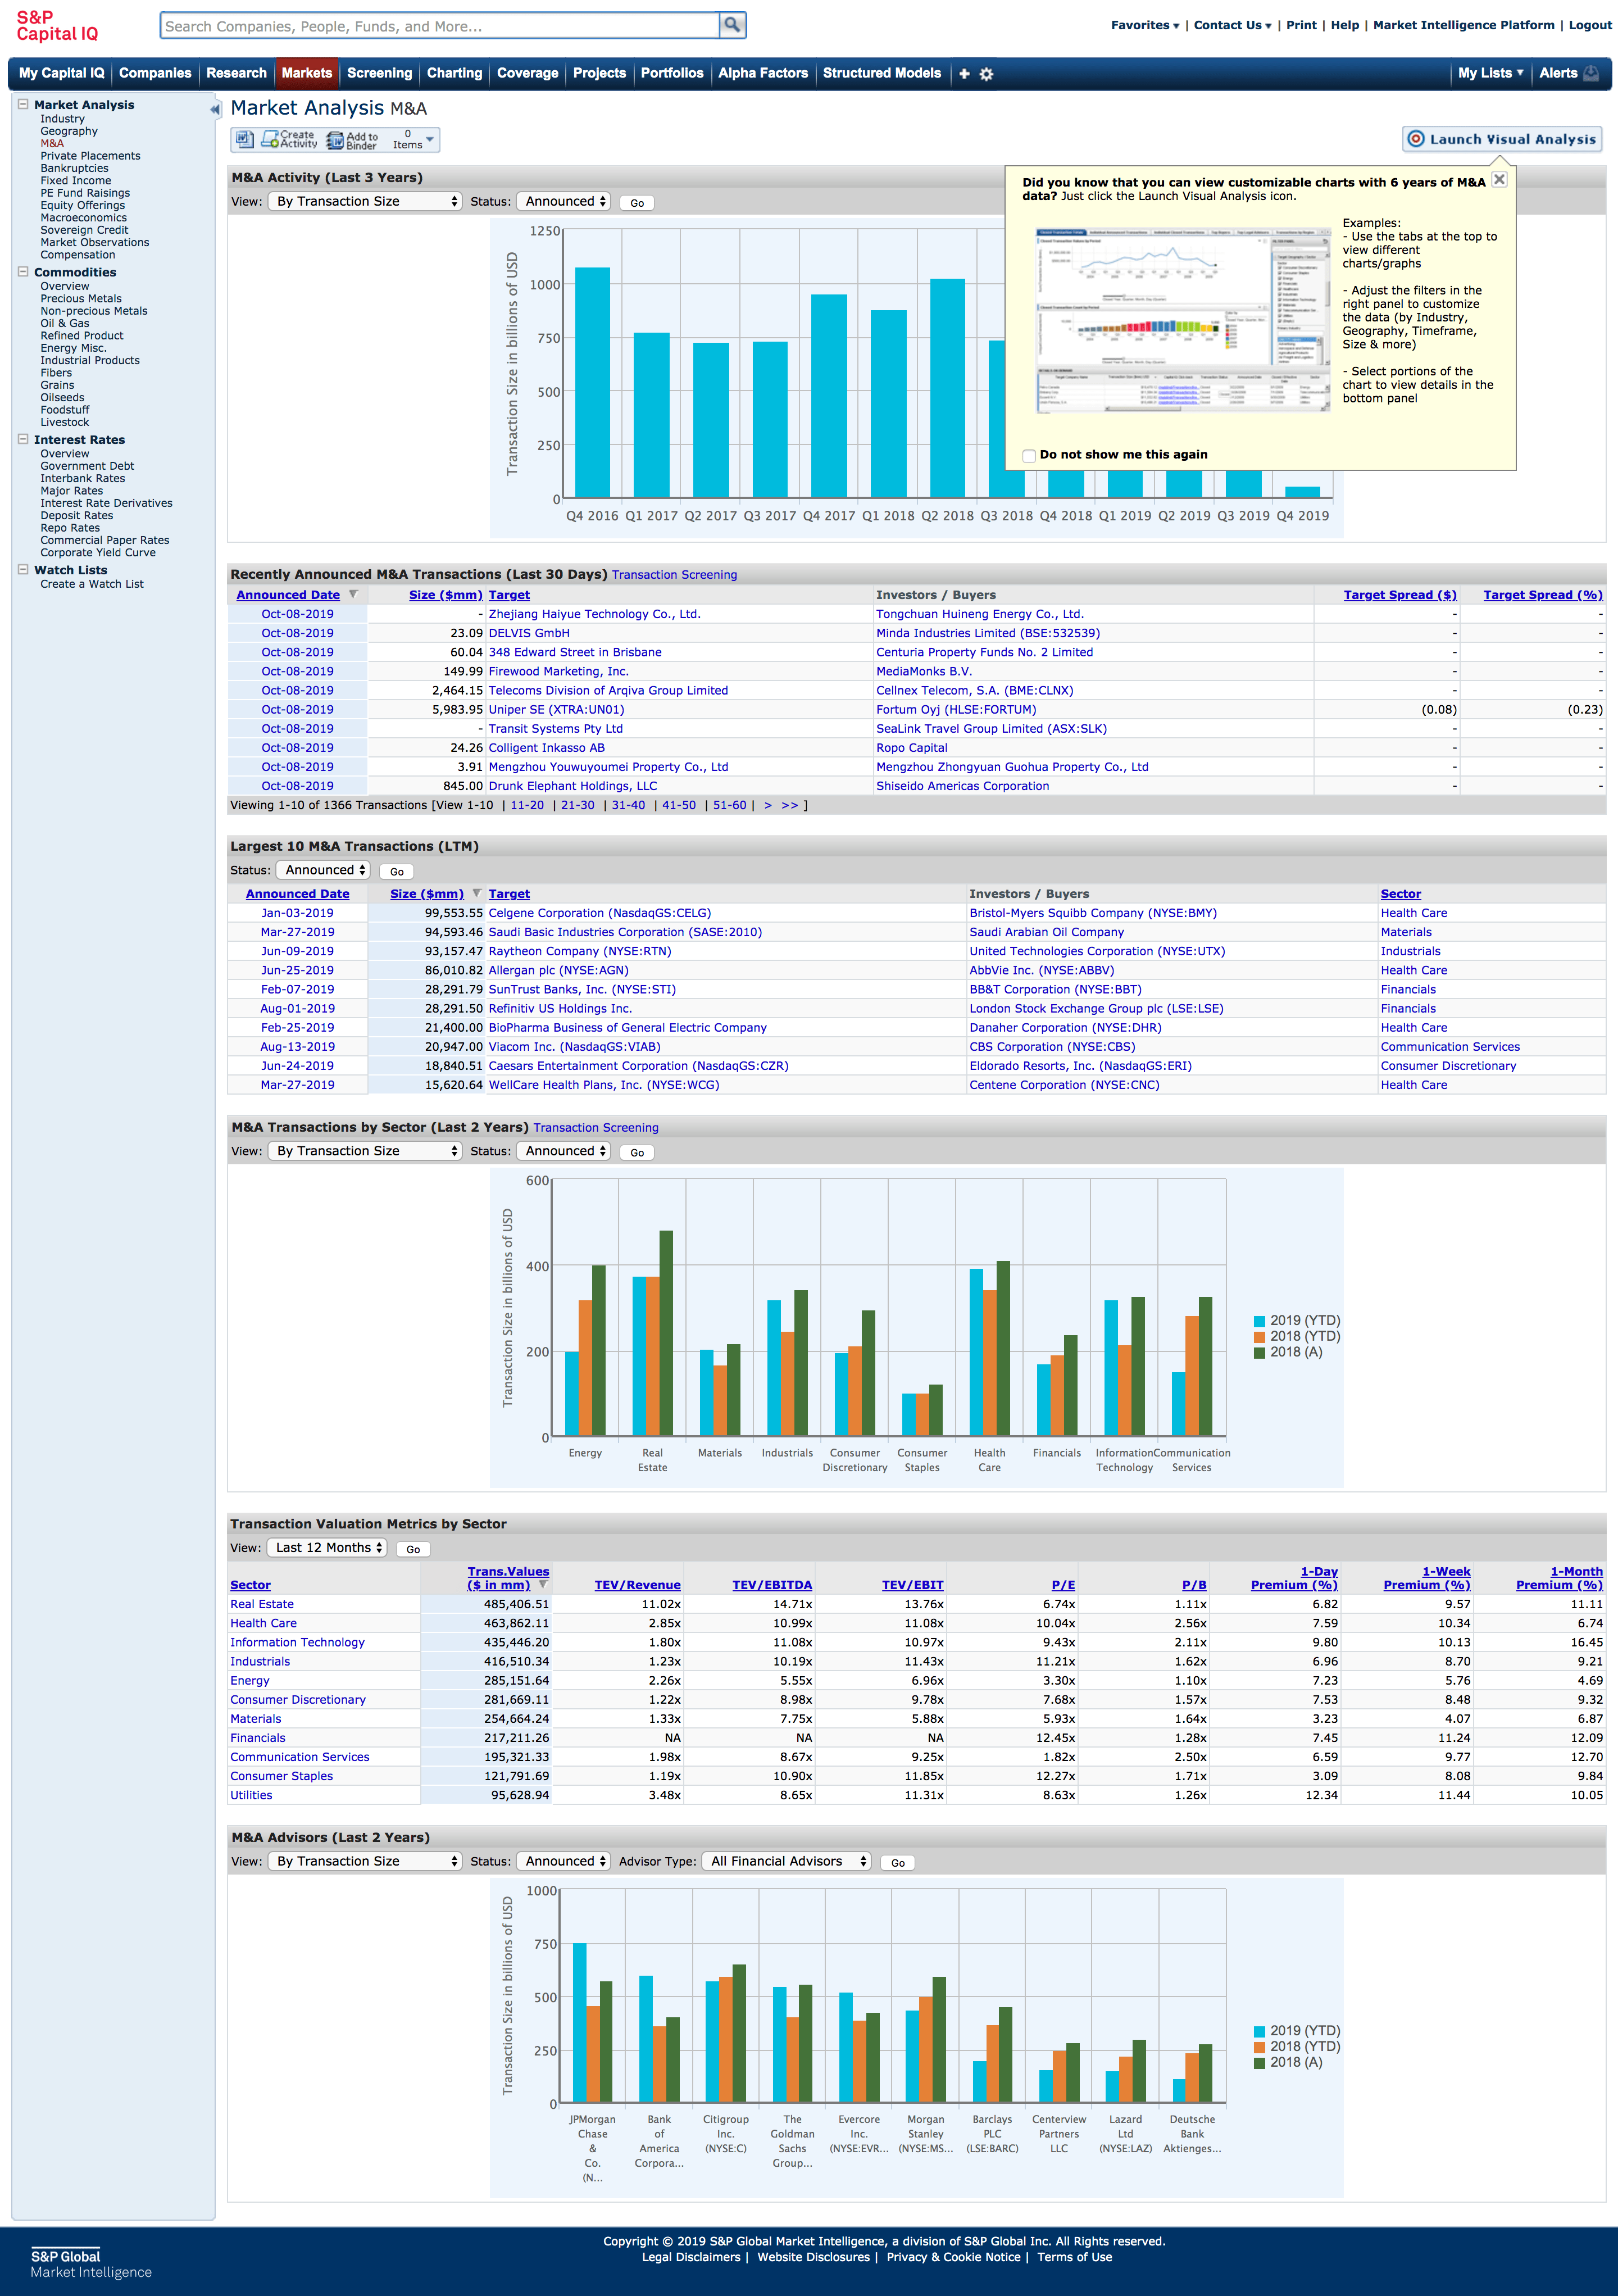 S&P
Capital IQ
Search Companies, People, Funds, and More...
Favorites ▾ | Contact Us ▾ | Print | Help | Market Intelligence Platform | Logout
My Capital IQ Companies Research Markets Screening Charting Coverage Projects Portfolios Alpha Factors Structured Models My Lists ▾ Alerts
Market Analysis
Industry
Geography
M&A
Private Placements
Bankruptcies
Fixed Income
PE Fund Raisings
Equity Offerings
Macroeconomics
Sovereign Credit
Market Observations
Compensation
Commodities
Overview
Precious Metals
Non-precious Metals
Oil & Gas
Refined Product
Energy Misc.
Industrial Products
Fibers
Grains
Oilseeds
Foodstuff
Livestock
Interest Rates
Overview
Government Debt
Interbank Rates
Major Rates
Interest Rate Derivatives
Deposit Rates
Repo Rates
Commercial Paper Rates
Corporate Yield Curve
Watch Lists
Create a Watch List
Market Analysis M&A
Create Activity
Add to Binder
0 Items
Launch Visual Analysis
M&A Activity (Last 3 Years)
View: By Transaction Size Status: Announced Go
Did you know that you can view customizable charts with 6 years of M&A
data? Just click the Launch Visual Analysis icon.
Examples:
- Use the tabs at the top to
view different
charts/graphs
- Adjust the filters in the
right panel to customize
the data (by Industry,
Geography, Timeframe,
Size & more)
- Select portions of the
chart to view details in the
bottom panel
Do not show me this again
Transaction Size in billions of USD
1250
1000
750
500
250
0
Q4 2016 Q1 2017 Q2 2017 Q3 2017 Q4 2017 Q1 2018 Q2 2018 Q3 2018 Q4 2018 Q1 2019 Q2 2019 Q3 2019 Q4 2019
Recently Announced M&A Transactions (Last 30 Days) Transaction Screening
Announced Date Size ($mm) Target Investors / Buyers Target Spread ($) Target Spread (%)
Oct-08-2019 - Zhejiang Haiyue Technology Co., Ltd. Tongchuan Huineng Energy Co., Ltd. - -
Oct-08-2019 23.09 DELVIS GmbH Minda Industries Limited (BSE:532539) - -
Oct-08-2019 60.04 348 Edward Street in Brisbane Centuria Property Funds No. 2 Limited - -
Oct-08-2019 149.99 Firewood Marketing, Inc. MediaMonks B.V. - -
Oct-08-2019 2,464.15 Telecoms Division of Arqiva Group Limited Cellnex Telecom, S.A. (BME:CLNX) - -
Oct-08-2019 5,983.95 Uniper SE (XTRA:UN01) Fortum Oyj (HLSE:FORTUM) (0.08) (0.23)
Oct-08-2019 - Transit Systems Pty Ltd SeaLink Travel Group Limited (ASX:SLK) - -
Oct-08-2019 24.26 Colligent Inkasso AB Ropo Capital - -
Oct-08-2019 3.91 Mengzhou Youwuyoumei Property Co., Ltd Mengzhou Zhongyuan Guohua Property Co., Ltd - -
Oct-08-2019 845.00 Drunk Elephant Holdings, LLC Shiseido Americas Corporation - -
Viewing 1-10 of 1366 Transactions [View 1-10 | 11-20 | 21-30 | 31-40 | 41-50 | 51-60 | > >> ]
Largest 10 M&A Transactions (LTM)
Status: Announced Go
Announced Date Size ($mm) Target Investors / Buyers Sector
Jan-03-2019 99,553.55 Celgene Corporation (NasdaqGS:CELG) Bristol-Myers Squibb Company (NYSE:BMY) Health Care
Mar-27-2019 94,593.46 Saudi Basic Industries Corporation (SASE:2010) Saudi Arabian Oil Company Materials
Jun-09-2019 93,157.47 Raytheon Company (NYSE:RTN) United Technologies Corporation (NYSE:UTX) Industrials
Jun-25-2019 86,010.82 Allergan plc (NYSE:AGN) AbbVie Inc. (NYSE:ABBV) Health Care
Feb-07-2019 28,291.79 SunTrust Banks, Inc. (NYSE:STI) BB&T Corporation (NYSE:BBT) Financials
Aug-01-2019 28,291.50 Refinitiv US Holdings Inc. London Stock Exchange Group plc (LSE:LSE) Financials
Feb-25-2019 21,400.00 BioPharma Business of General Electric Company Danaher Corporation (NYSE:DHR) Health Care
Aug-13-2019 20,947.00 Viacom Inc. (NasdaqGS:VIAB) CBS Corporation (NYSE:CBS) Communication Services
Jun-24-2019 18,840.51 Caesars Entertainment Corporation (NasdaqGS:CZR) Eldorado Resorts, Inc. (NasdaqGS:ERI) Consumer Discretionary
Mar-27-2019 15,620.64 WellCare Health Plans, Inc. (NYSE:WCG) Centene Corporation (NYSE:CNC) Health Care
M&A Transactions by Sector (Last 2 Years) Transaction Screening
View: By Transaction Size Status: Announced Go
Transaction Size in billions of USD
600
400
200
0
Energy Real Estate Materials Industrials Consumer Discretionary Consumer Staples Health Care Financials Information Technology Communication Services
2019 (YTD)
2018 (YTD)
2018 (A)
Transaction Valuation Metrics by Sector
View: Last 12 Months Go
Sector Trans.Values ($ in mm) TEV/Revenue TEV/EBITDA TEV/EBIT P/E P/B 1-Day Premium (%) 1-Week Premium (%) 1-Month Premium (%)
Real Estate 485,406.51 11.02x 14.71x 13.76x 6.74x 1.11x 6.82 9.57 11.11
Health Care 463,862.11 2.85x 10.99x 11.08x 10.04x 2.56x 7.59 10.34 6.74
Information Technology 435,446.20 1.80x 11.08x 10.97x 9.43x 2.11x 9.80 10.13 16.45
Industrials 416,510.34 1.23x 10.19x 11.43x 11.21x 1.62x 6.96 8.70 9.21
Energy 285,151.64 2.26x 5.55x 6.96x 3.30x 1.10x 7.23 5.76 4.69
Consumer Discretionary 281,669.11 1.22x 8.98x 9.78x 7.68x 1.57x 7.53 8.48 9.32
Materials 254,664.24 1.33x 7.75x 5.88x 5.93x 1.64x 3.23 4.07 6.87
Financials 217,211.26 NA NA NA 12.45x 1.28x 7.45 11.24 12.09
Communication Services 195,321.33 1.98x 8.67x 9.25x 1.82x 2.50x 6.59 9.77 12.70
Consumer Staples 121,791.69 1.19x 10.90x 11.85x 12.27x 1.71x 3.09 8.08 9.84
Utilities 95,628.94 3.48x 8.65x 11.31x 8.63x 1.26x 12.34 11.44 10.05
M&A Advisors (Last 2 Years)
View: By Transaction Size Status: Announced Advisor Type: All Financial Advisors Go
Transaction Size in billions of USD
1000
750
500
250
0
JPMorgan Bank Citigroup The Evercore Morgan Barclays Centerview Lazard Deutsche
Chase of Inc. Goldman Inc. Stanley PLC Partners Ltd Bank
& America (NYSE:C) Sachs (NYSE:EVR... (NYSE:MS... (LSE:BARC) LLC (NYSE:LAZ) Aktienges...
Co. Corpora... Group...
(N...
2019 (YTD)
2018 (YTD)
2018 (A)
S&P Global
Market Intelligence
Copyright © 2019 S&P Global Market Intelligence, a division of S&P Global Inc. All Rights reserved.
Legal Disclaimers | Website Disclosures | Privacy & Cookie Notice | Terms of Use